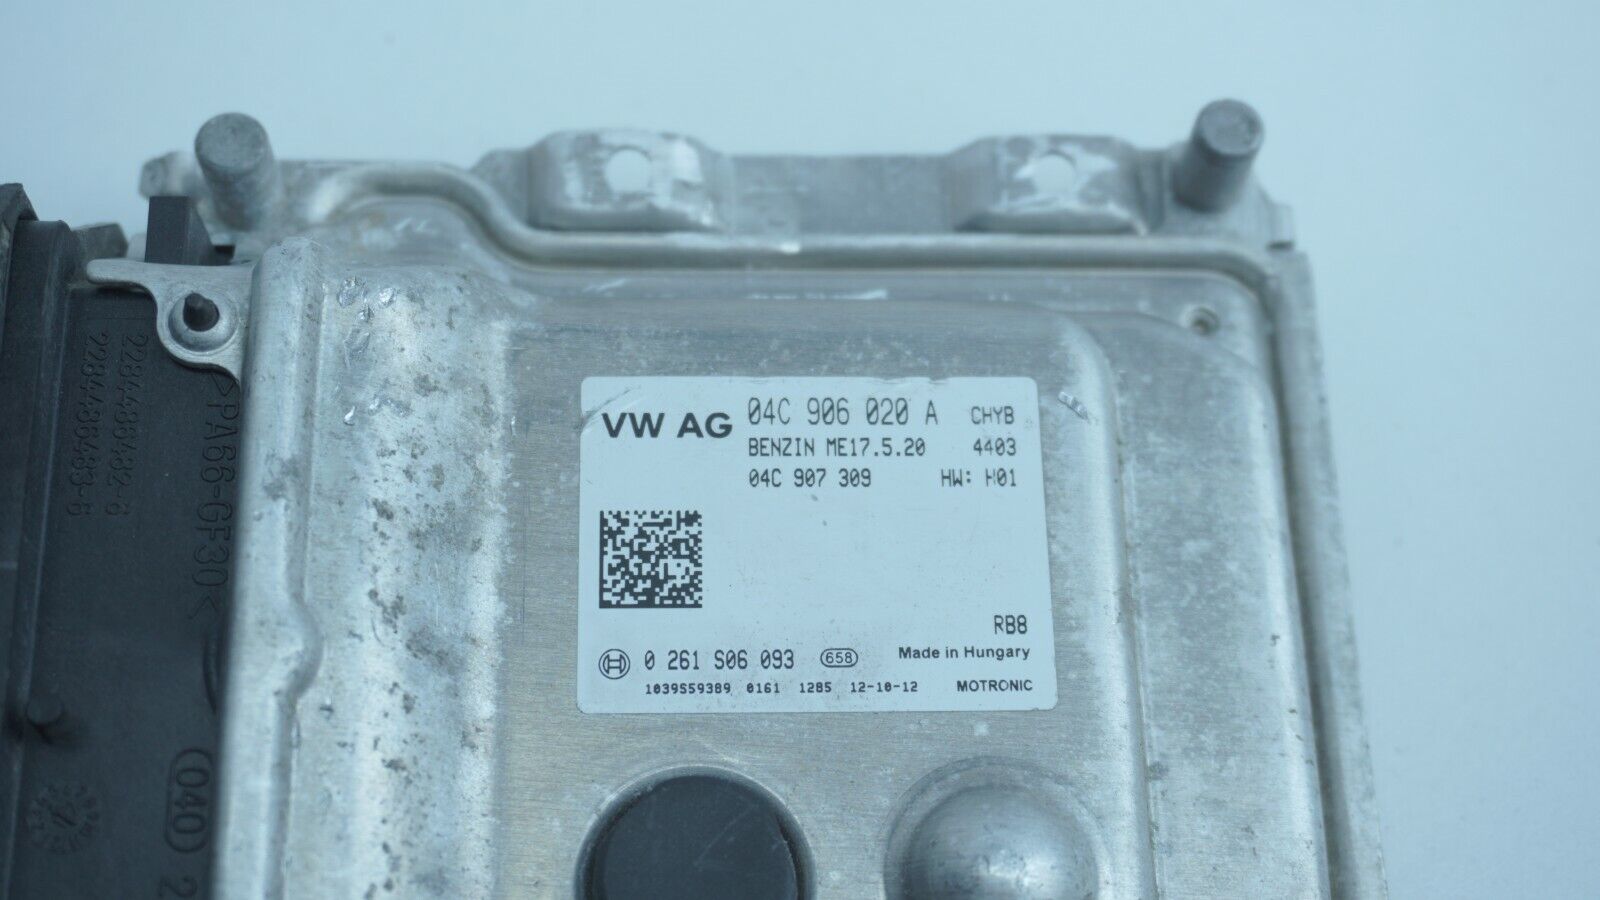 VW AG 04C 906 020 A CHYB
BENZIN ME17.5.20 4403
04C 907 309 HW: H01
RB8
0 261 S06 093 658 Made in Hungary
1039S59389 0161 1285 12-10-12 MOTRONIC
>PA66-GF30<
(040)